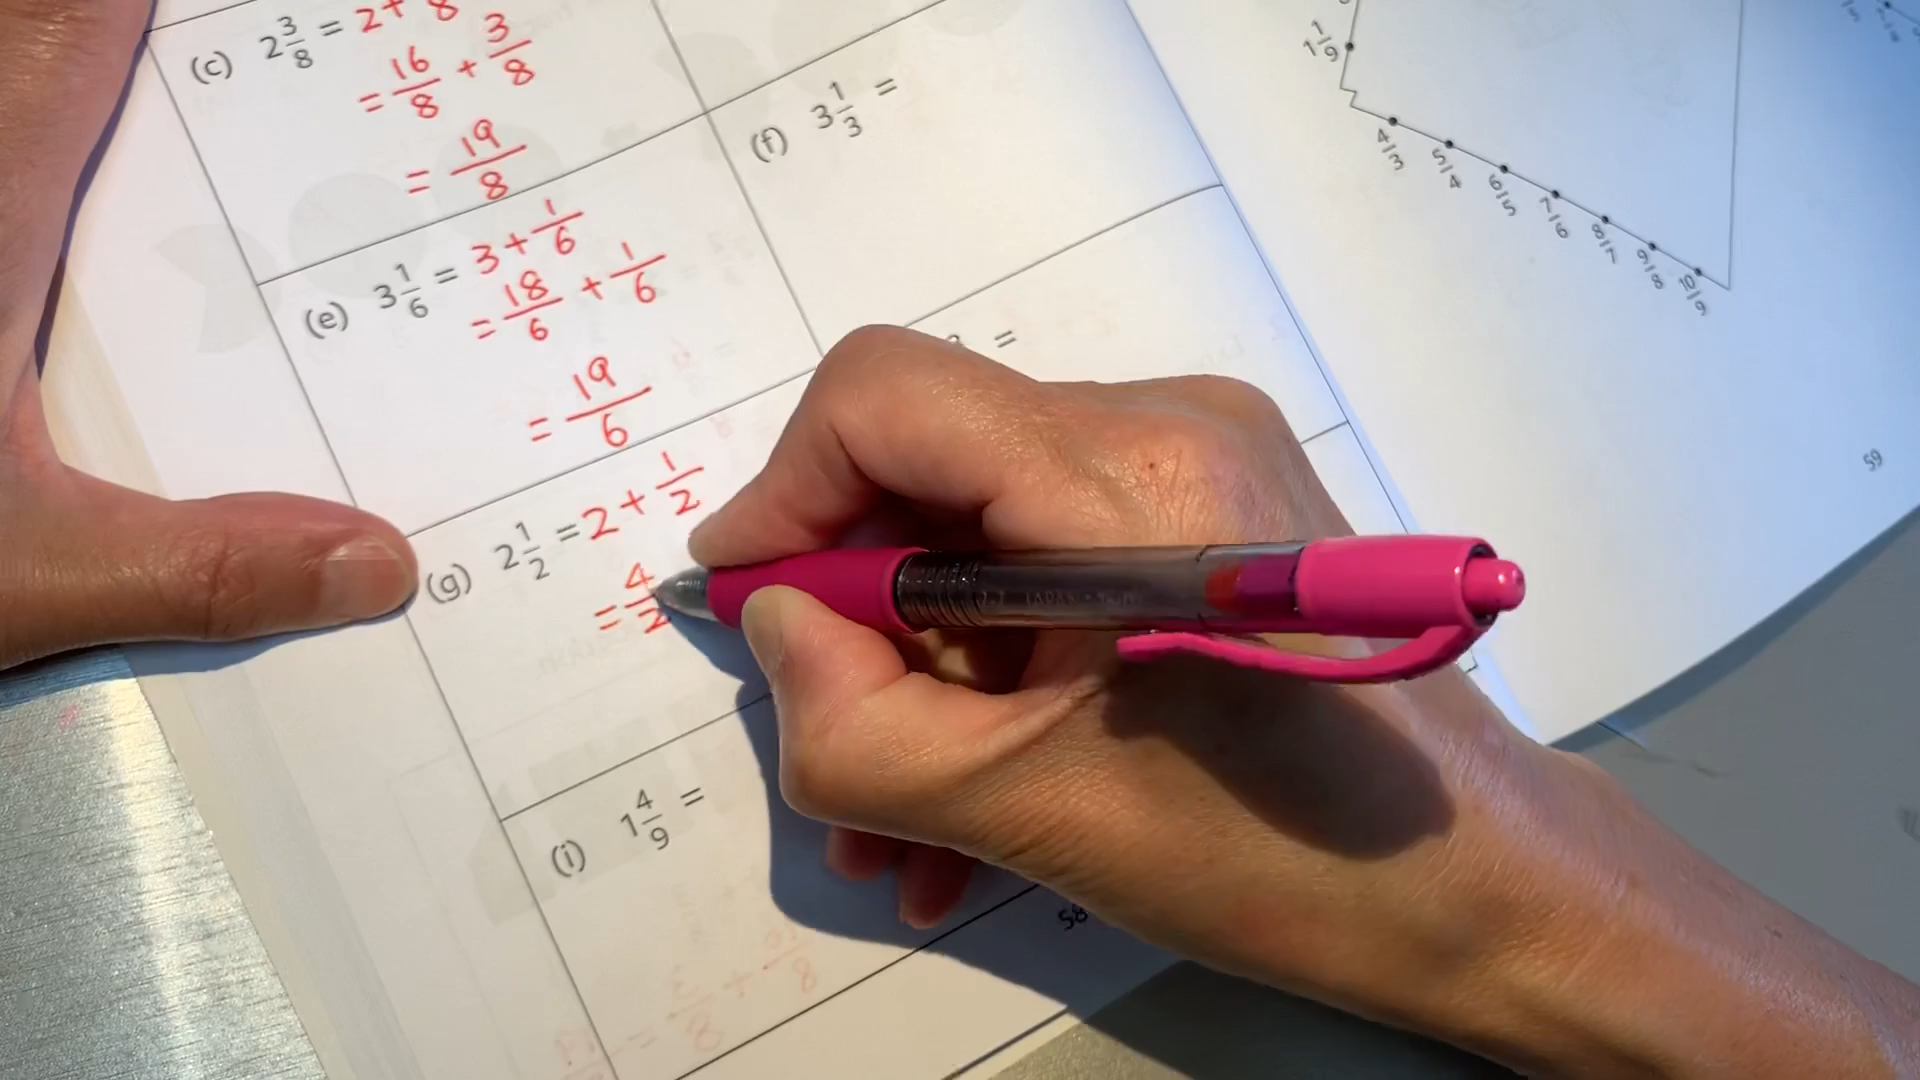 (c) 2 3/8 = 2 + 8
= 16/8 + 3/8
= 19/8
(e) 3 1/6 = 3 + 1/6
= 18/6 + 1/6
= 19/6
(g) 2 1/2 = 2 + 1/2
= 4/2
(i) 1 4/9 =
58
(f) 3 1/3 =
=
1 1/9
4/3
5/4
6/5
7/6
8/7
9/8
10/9
59